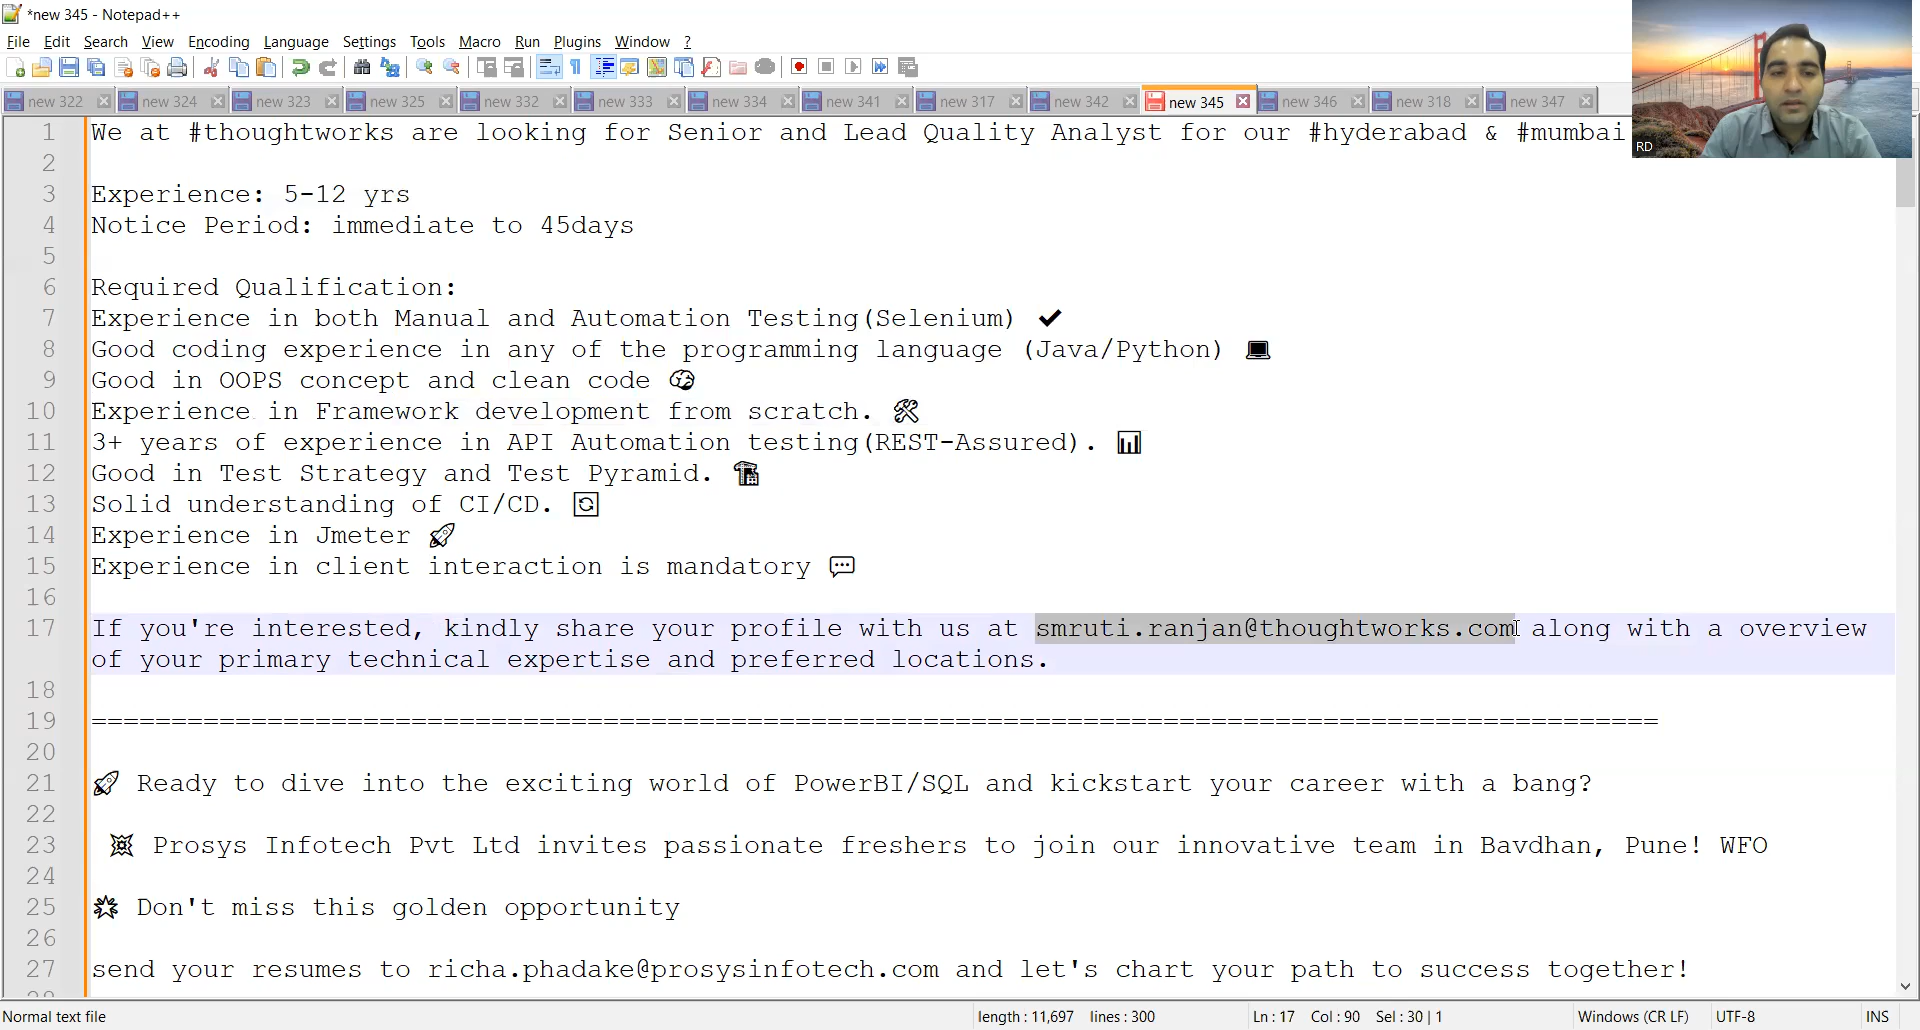 *new 345 - Notepad++
File Edit Search View Encoding Language Settings Tools Macro Run Plugins Window ?
new 322 new 324 new 323 new 325 new 332 new 333 new 334 new 341 new 317 new 342 new 345 new 346 new 318 new 347
RD
1 We at #thoughtworks are looking for Senior and Lead Quality Analyst for our #hyderabad & #mumbai
2
3 Experience: 5-12 yrs
4 Notice Period: immediate to 45days
5
6 Required Qualification:
7 Experience in both Manual and Automation Testing(Selenium) ✔
8 Good coding experience in any of the programming language (Java/Python) 💻
9 Good in OOPS concept and clean code 🧠
10 Experience in Framework development from scratch. 🛠
11 3+ years of experience in API Automation testing(REST-Assured). 📊
12 Good in Test Strategy and Test Pyramid. 🏗
13 Solid understanding of CI/CD. 🔄
14 Experience in Jmeter 🚀
15 Experience in client interaction is mandatory 💬
16
17 If you're interested, kindly share your profile with us at smruti.ranjan@thoughtworks.com along with a overview
of your primary technical expertise and preferred locations.
18
19 ==================================================================================================
20
21 🚀 Ready to dive into the exciting world of PowerBI/SQL and kickstart your career with a bang?
22
23 💥 Prosys Infotech Pvt Ltd invites passionate freshers to join our innovative team in Bavdhan, Pune! WFO
24
25 🌟 Don't miss this golden opportunity
26
27 send your resumes to richa.phadake@prosysinfotech.com and let's chart your path to success together!
Normal text file length : 11,697 lines : 300 Ln : 17 Col : 90 Sel : 30 | 1 Windows (CR LF) UTF-8 INS